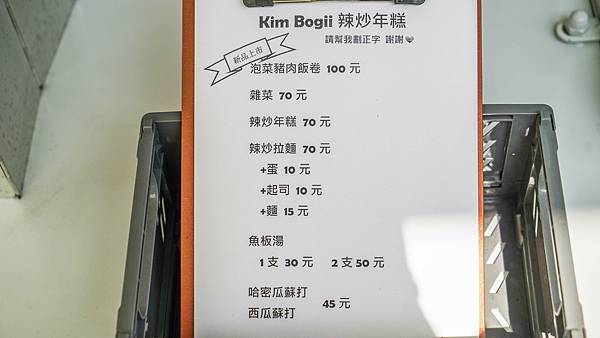 Kim Bogii 辣炒年糕
請幫我劃正字 謝謝
新品上市
泡菜豬肉飯卷 100 元
雜菜 70 元
辣炒年糕 70 元
辣炒拉麵 70 元
+蛋 10 元
+起司 10 元
+麵 15 元
魚板湯
1 支 30 元 2 支 50 元
哈密瓜蘇打
西瓜蘇打 45 元